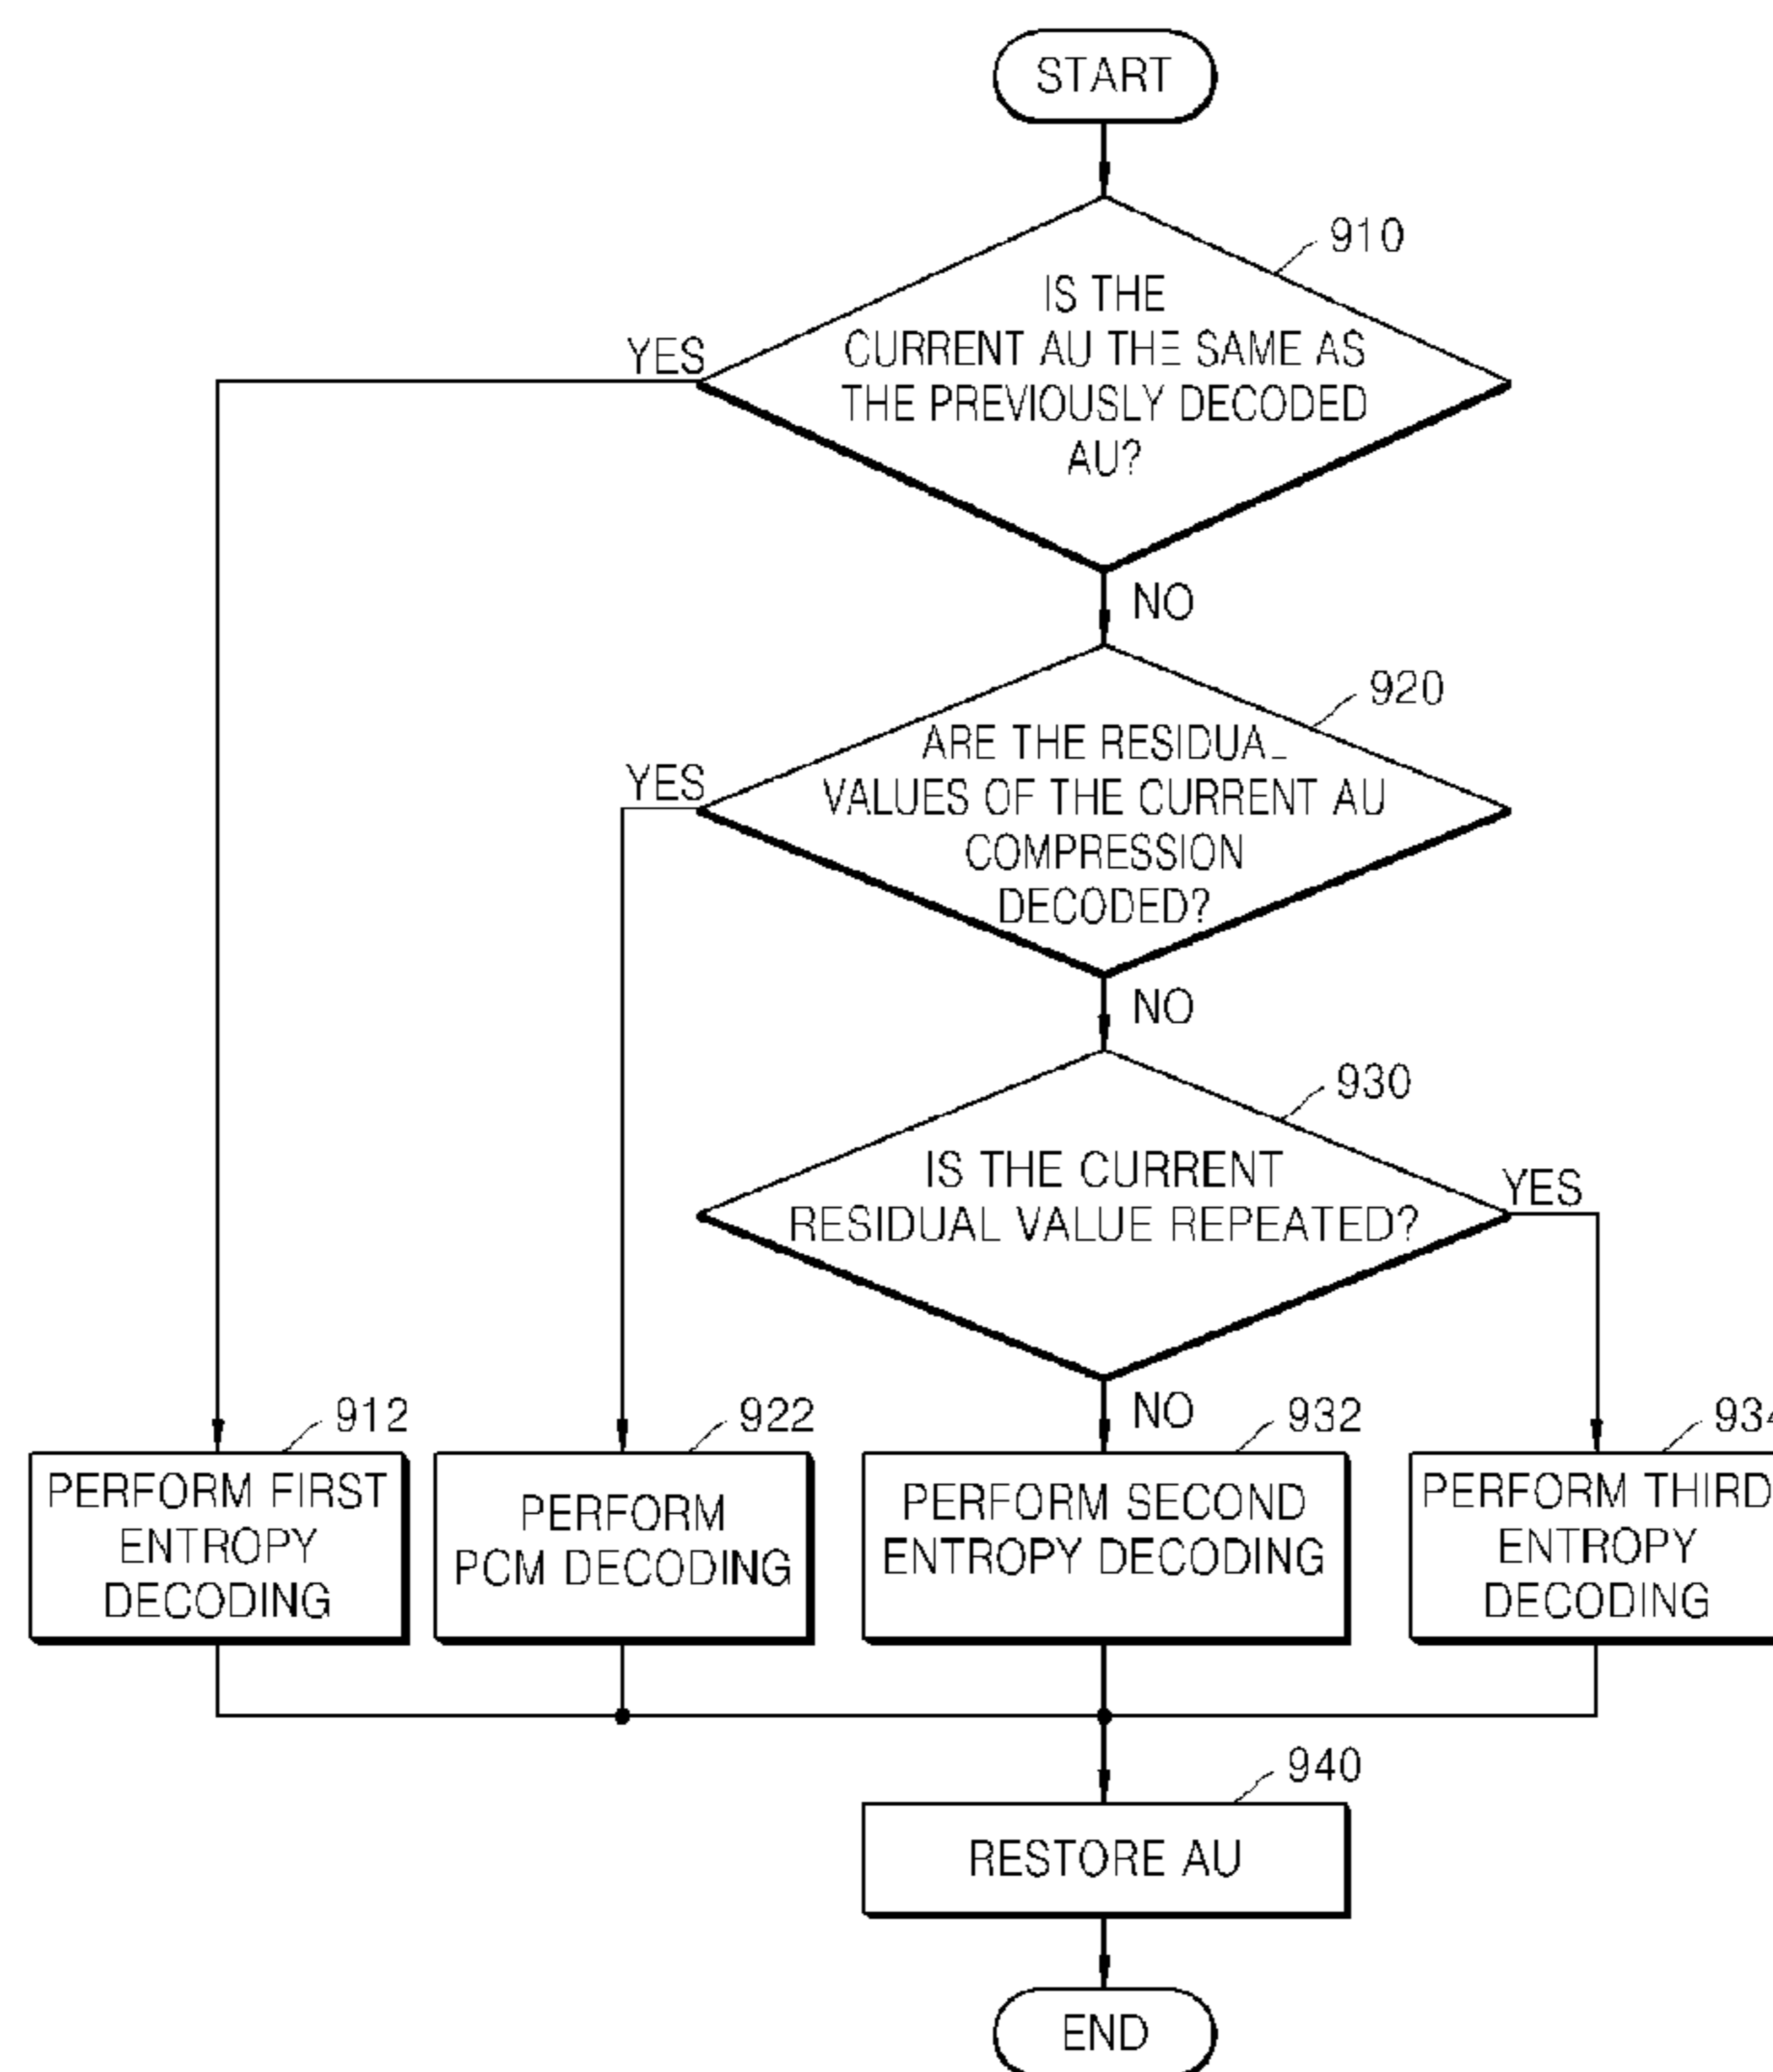 START
910
IS THE
CURRENT AU THE SAME AS
THE PREVIOUSLY DECODED
AU?
YES
NO
920
ARE THE RESIDUAL
VALUES OF THE CURRENT AU
COMPRESSION
DECODED?
YES
NO
930
IS THE CURRENT
RESIDUAL VALUE REPEATED?
YES
NO
912
PERFORM FIRST
ENTROPY
DECODING
922
PERFORM
PCM DECODING
932
PERFORM SECOND
ENTROPY DECODING
934
PERFORM THIRD
ENTROPY
DECODING
940
RESTORE AU
END